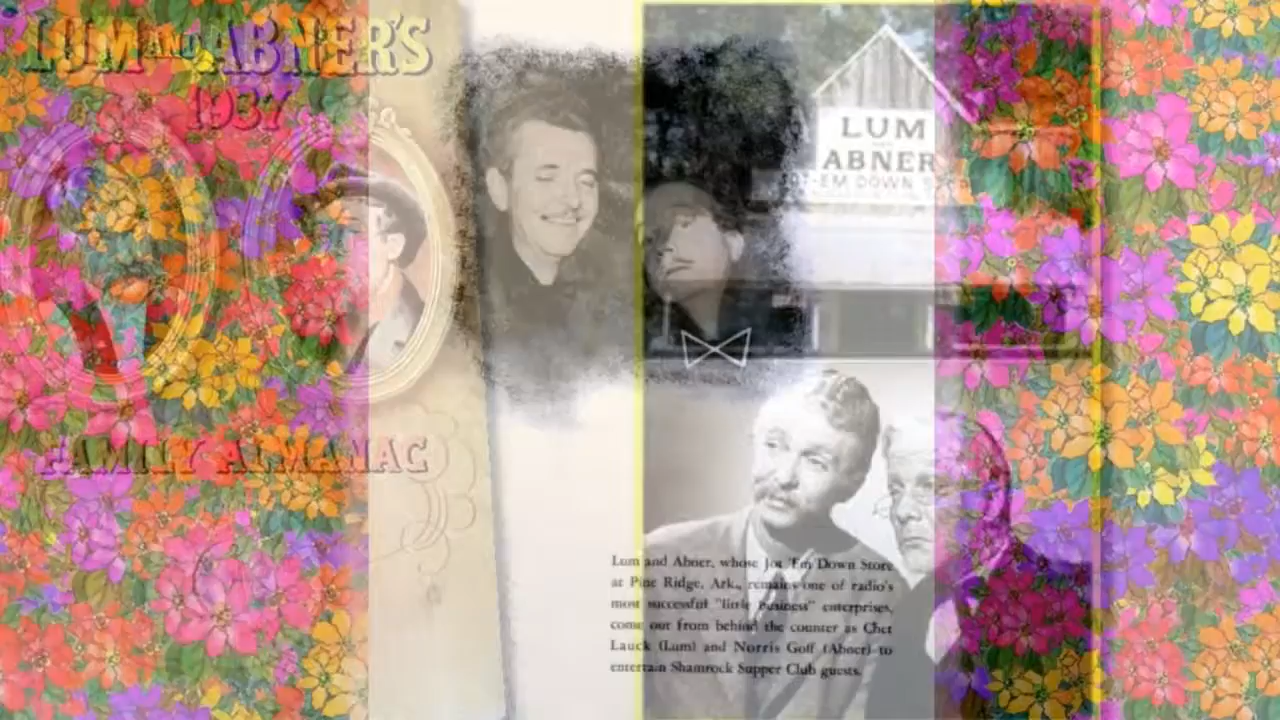 LUM AND ABNER'S
1937
FAMILY ALMANAC
LUM
ABNER
'EM DOWN
Lum and Abner, whose Jot 'Em Down Store
at Pine Ridge, Ark., remains one of radio's
most successful "little business" enterprises,
come out from behind the counter as Chet
Lauck (Lum) and Norris Goff (Abner) to
entertain Shamrock Supper Club guests.